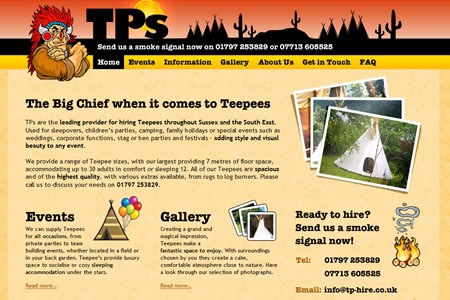 TPs
Send us a smoke signal now on 01797 253829 or 07713 605525
Home Events Information Gallery About Us Get in Touch FAQ
The Big Chief when it comes to Teepees
TPs are the leading provider for hiring Teepees throughout Sussex and the South East.
Used for sleepovers, children's parties, camping, family holidays or special events such as
weddings, corporate functions, stag or hen parties and festivals - adding style and visual
beauty to any event.
We provide a range of Teepee sizes, with our largest providing 7 metres of floor space,
accommodating up to 30 adults in comfort or sleeping 12. All of our Teepees are spacious
and of the highest quality, with various extras available, from rugs to log burners. Please
call us to discuss your needs on 01797 253829.
Events
We can supply Teepees
for all occasions, from
private parties to team
building events, whether located in a field or
in your back garden. Teepee's provide luxury
space to socialise or cosy sleeping
accommodation under the stars.
Read more...
Gallery
Creating a grand and
magical impression,
Teepees make a
fantastic space to enjoy. With surroundings
chosen by you they create a calm,
comfortable atmosphere close to nature. Have
a look through our selection of photographs.
Read more...
Ready to hire?
Send us a smoke
signal now!
Tel: 01797 253829
07713 605525
Email: info@tp-hire.co.uk